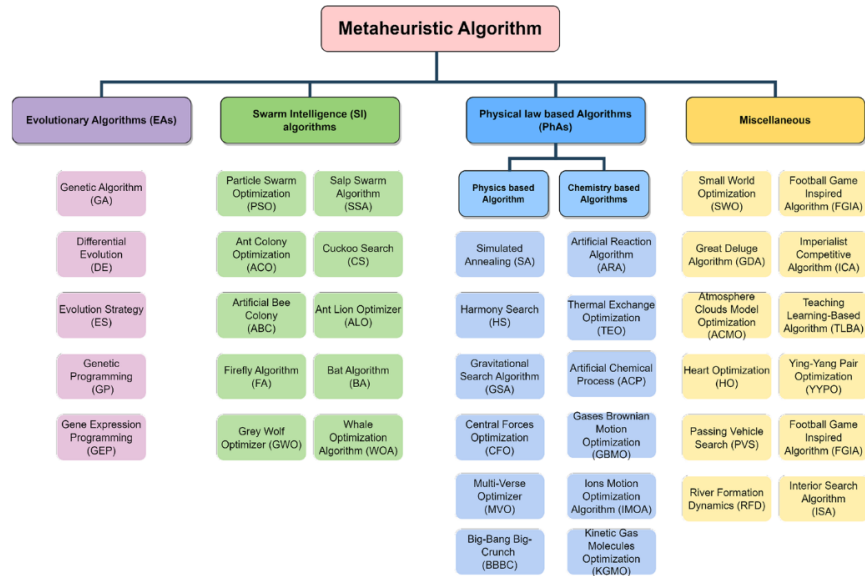 Metaheuristic Algorithm
Evolutionary Algorithms (EAs)
Swarm Intelligence (SI)
algorithms
Physical law based Algorithms
(PhAs)
Miscellaneous
Physics based
Algorithm
Chemistry based
Algorithms
Genetic Algorithm
(GA)
Differential
Evolution
(DE)
Evolution Strategy
(ES)
Genetic
Programming
(GP)
Gene Expression
Programming
(GEP)
Particle Swarm
Optimization
(PSO)
Ant Colony
Optimization
(ACO)
Artificial Bee
Colony
(ABC)
Firefly Algorithm
(FA)
Grey Wolf
Optimizer (GWO)
Salp Swarm
Algorithm
(SSA)
Cuckoo Search
(CS)
Ant Lion Optimizer
(ALO)
Bat Algorithm
(BA)
Whale
Optimization
Algorithm (WOA)
Simulated
Annealing (SA)
Harmony Search
(HS)
Gravitational
Search Algorithm
(GSA)
Central Forces
Optimization
(CFO)
Multi-Verse
Optimizer
(MVO)
Big-Bang Big-
Crunch
(BBBC)
Artificial Reaction
Algorithm
(ARA)
Thermal Exchange
Optimization
(TEO)
Artificial Chemical
Process (ACP)
Gases Brownian
Motion
Optimization
(GBMO)
Ions Motion
Optimization
Algorithm (IMOA)
Kinetic Gas
Molecules
Optimization
(KGMO)
Small World
Optimization
(SWO)
Great Deluge
Algorithm (GDA)
Atmosphere
Clouds Model
Optimization
(ACMO)
Heart Optimization
(HO)
Passing Vehicle
Search (PVS)
River Formation
Dynamics (RFD)
Football Game
Inspired
Algorithm (FGIA)
Imperialist
Competitive
Algorithm (ICA)
Teaching
Learning-Based
Algorithm (TLBA)
Ying-Yang Pair
Optimization
(YYPO)
Football Game
Inspired
Algorithm (FGIA)
Interior Search
Algorithm
(ISA)